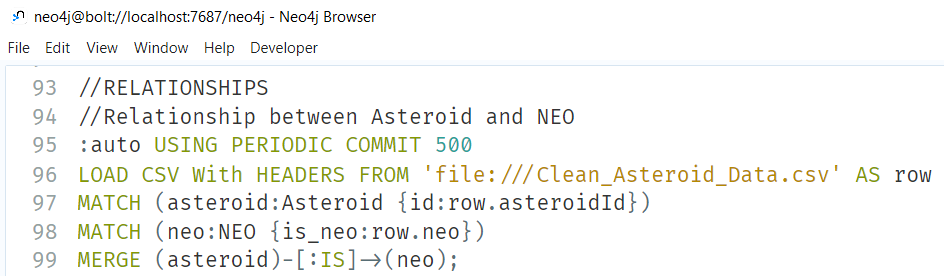 neo4j@bolt://localhost:7687/neo4j - Neo4j Browser
File Edit View Window Help Developer
93 //RELATIONSHIPS
94 //Relationship between Asteroid and NEO
95 :auto USING PERIODIC COMMIT 500
96 LOAD CSV With HEADERS FROM 'file:///Clean_Asteroid_Data.csv' AS row
97 MATCH (asteroid:Asteroid {id:row.asteroidId})
98 MATCH (neo:NEO {is_neo:row.neo})
99 MERGE (asteroid)-[:IS]->(neo);